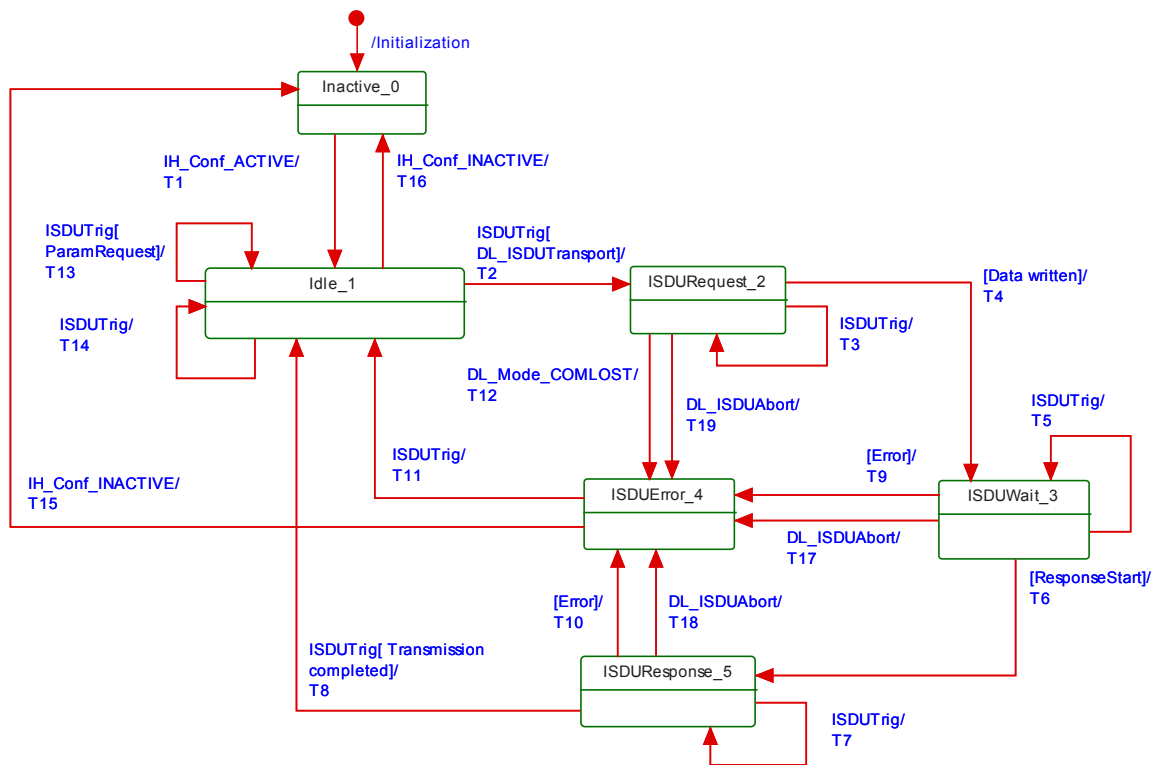 /Initialization
Inactive_0
IH_Conf_ACTIVE/
T1
IH_Conf_INACTIVE/
T16
ISDUTrig[
ParamRequest]/
T13
ISDUTrig[
DL_ISDUTransport]/
T2
Idle_1
ISDURequest_2
[Data written]/
T4
ISDUTrig/
T14
ISDUTrig/
T3
DL_Mode_COMLOST/
T12
DL_ISDUAbort/
T19
ISDUTrig/
T5
ISDUTrig/
T11
[Error]/
T9
IH_Conf_INACTIVE/
T15
ISDUError_4
ISDUWait_3
DL_ISDUAbort/
T17
[ResponseStart]/
T6
[Error]/
T10
DL_ISDUAbort/
T18
ISDUTrig[ Transmission
completed]/
T8
ISDUResponse_5
ISDUTrig/
T7